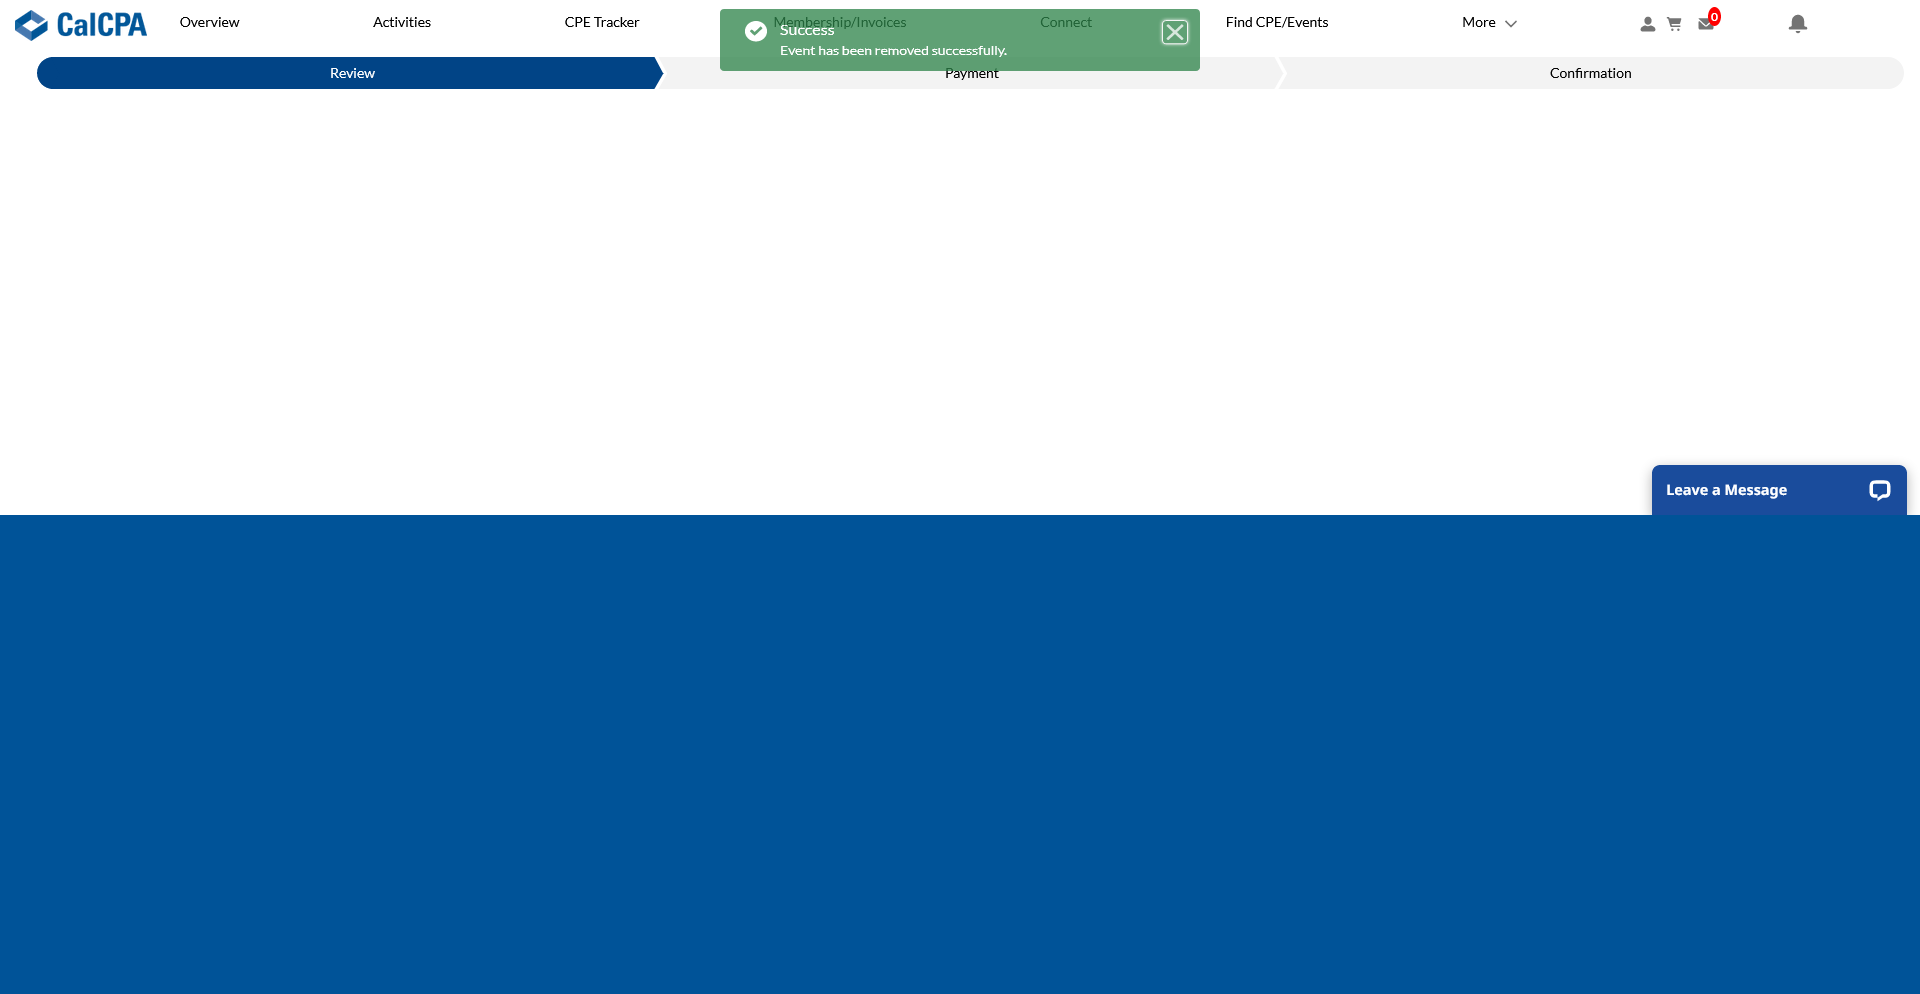 CalCPA
Overview
Activities
CPE Tracker
Membership/Invoices
Connect
Find CPE/Events
More
0
Success
Event has been removed successfully.
Review
Payment
Confirmation
Leave a Message